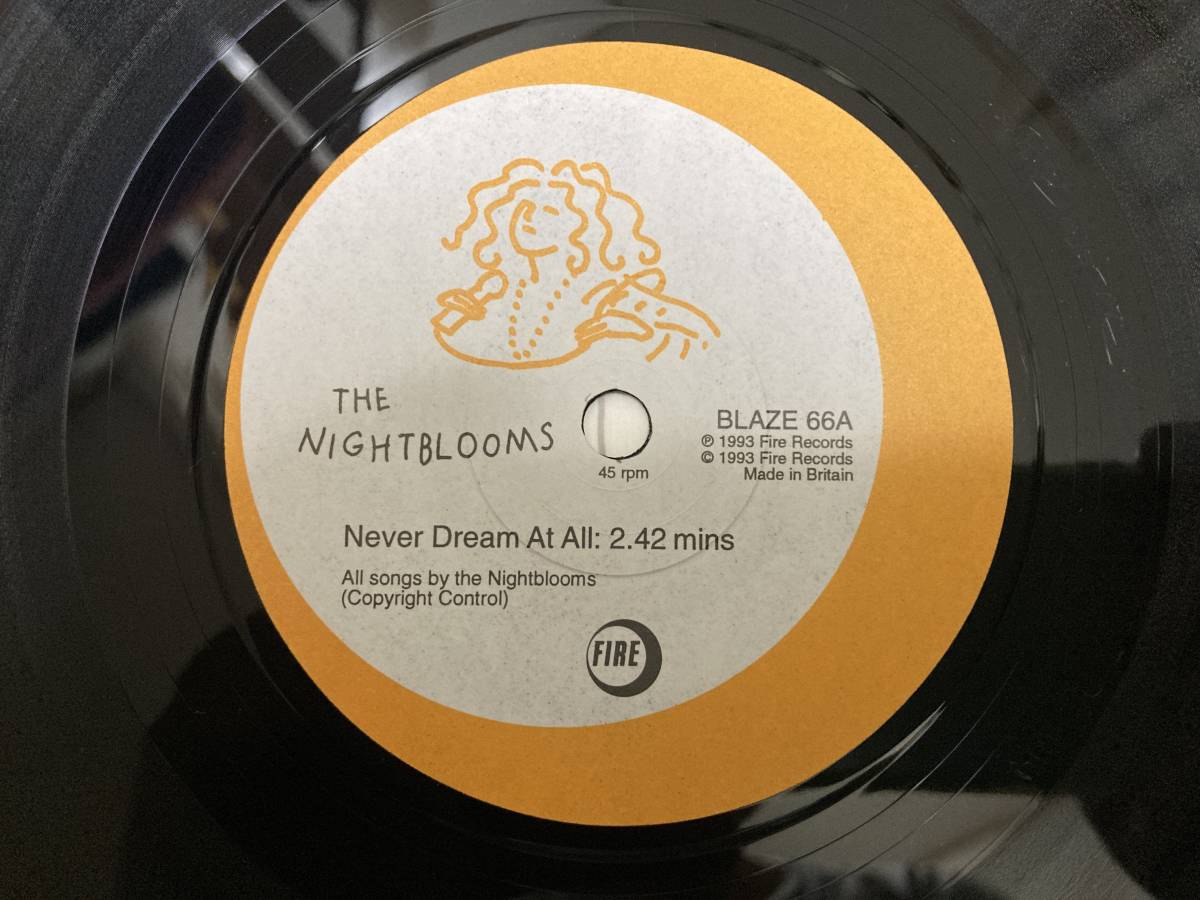 THE
NIGHTBLOOMS
45 rpm
BLAZE 66A
℗ 1993 Fire Records
© 1993 Fire Records
Made in Britain
Never Dream At All: 2.42 mins
All songs by the Nightblooms
(Copyright Control)
FIRE